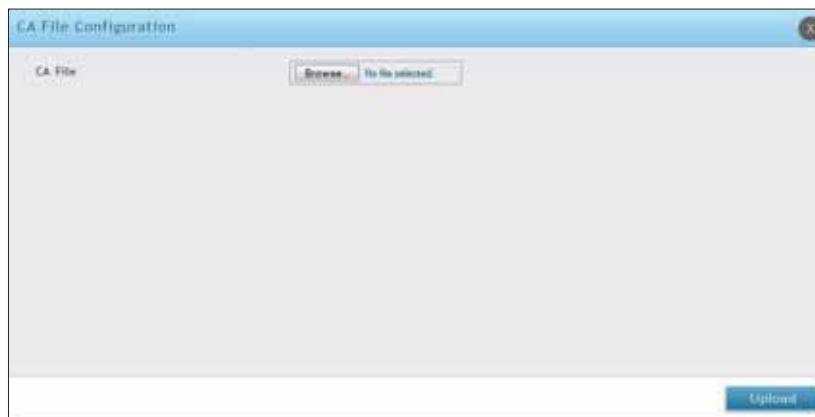 CA File Configuration
X
CA File
Browse... No file selected.
Upload